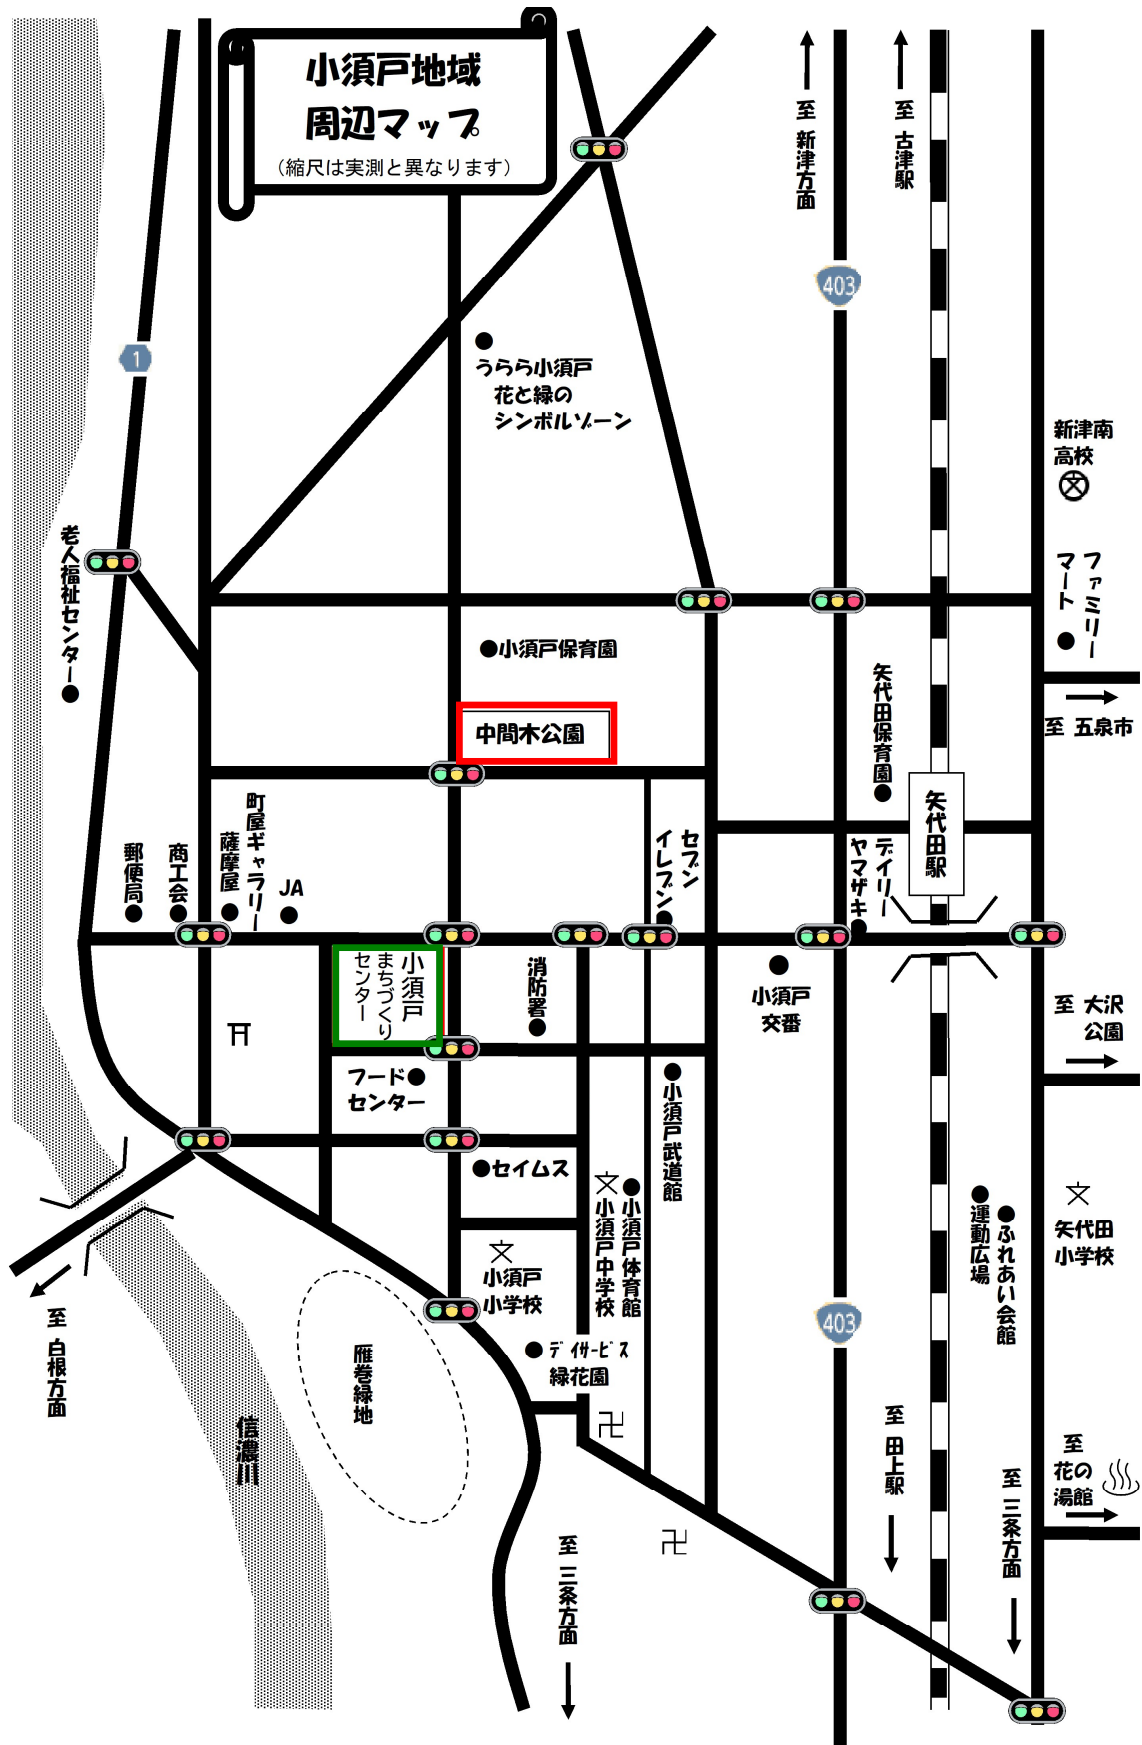 小須戸地域
周辺マップ
(縮尺は実測と異なります)
至 新津方面
至 古津駅
403
1
うらら小須戸
花と緑の
シンボルゾーン
新津南
高校
文
ファミリー
マート
老人福祉センター
小須戸保育園
矢代田保育園
至 五泉市
中間木公園
矢代田駅
町屋ギャラリー
薩摩屋
商工会
郵便局
JA
セブン
イレブン
デイリー
ヤマザキ
小須戸
まちづくり
センター
消防署
小須戸
交番
至 大沢
公園
フード
センター
小須戸武道館
セイムス
文
小須戸中学校
小須戸体育館
運動広場
ふれあい会館
文
矢代田
小学校
文
小須戸
小学校
至 白根方面
雁巻緑地
デイサービス
緑花園
403
信濃川
卍
至 田上駅
至
花の
湯館
至 三条方面
卍
至 三条方面